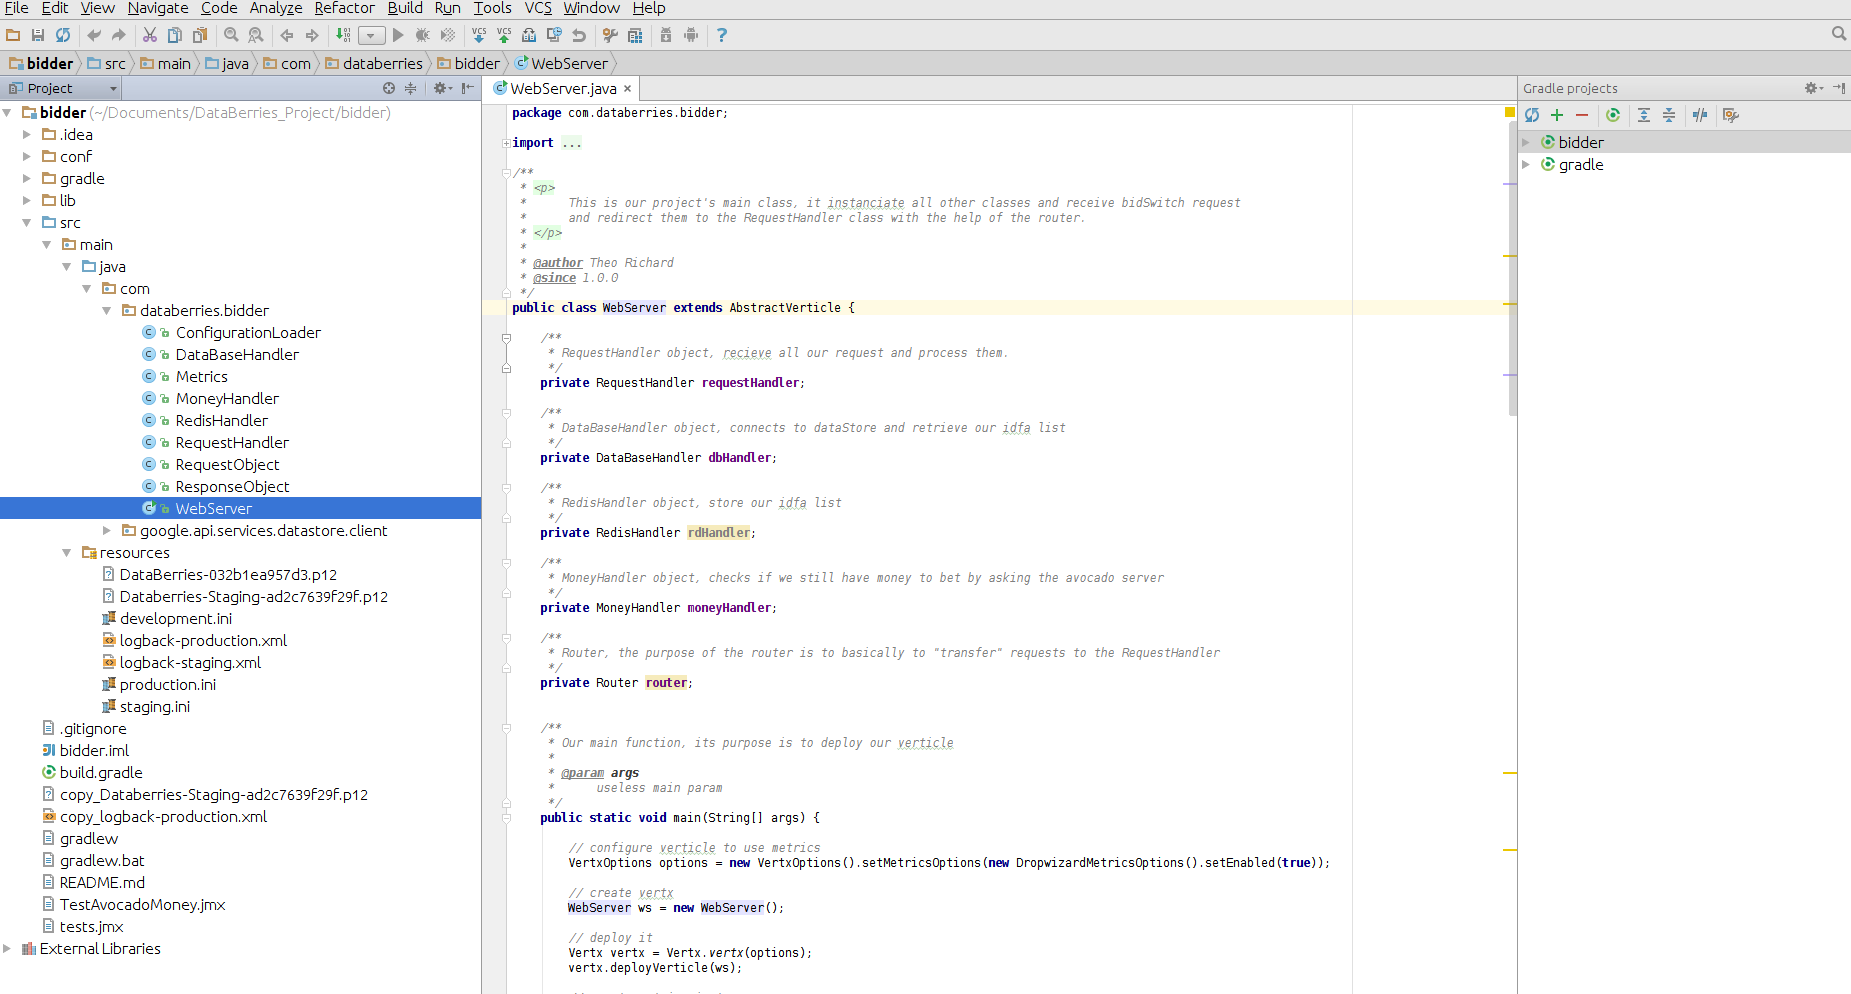 File Edit View Navigate Code Analyze Refactor Build Run Tools VCS Window Help
bidder src main java com databerries bidder WebServer
Project
bidder (~/Documents/DataBerries_Project/bidder)
.idea
conf
gradle
lib
src
main
java
com
databerries.bidder
ConfigurationLoader
DataBaseHandler
Metrics
MoneyHandler
RedisHandler
RequestHandler
RequestObject
ResponseObject
WebServer
google.api.services.datastore.client
resources
DataBerries-032b1ea957d3.p12
Databerries-Staging-ad2c7639f29f.p12
development.ini
logback-production.xml
logback-staging.xml
production.ini
staging.ini
.gitignore
bidder.iml
build.gradle
copy_Databerries-Staging-ad2c7639f29f.p12
copy_logback-production.xml
gradlew
gradlew.bat
README.md
TestAvocadoMoney.jmx
tests.jmx
External Libraries
WebServer.java
package com.databerries.bidder;
import ...
/**
* <p>
* This is our project's main class, it instanciate all other classes and receive bidSwitch request
* and redirect them to the RequestHandler class with the help of the router.
* </p>
*
* @author Theo Richard
* @since 1.0.0
*/
public class WebServer extends AbstractVerticle {
/**
* RequestHandler object, recieve all our request and process them.
*/
private RequestHandler requestHandler;
/**
* DataBaseHandler object, connects to dataStore and retrieve our idfa list
*/
private DataBaseHandler dbHandler;
/**
* RedisHandler object, store our idfa list
*/
private RedisHandler rdHandler;
/**
* MoneyHandler object, checks if we still have money to bet by asking the avocado server
*/
private MoneyHandler moneyHandler;
/**
* Router, the purpose of the router is to basically to "transfer" requests to the RequestHandler
*/
private Router router;
/**
* Our main function, its purpose is to deploy our verticle
*
* @param args
* useless main param
*/
public static void main(String[] args) {
// configure verticle to use metrics
VertxOptions options = new VertxOptions().setMetricsOptions(new DropwizardMetricsOptions().setEnabled(true));
// create vertx
WebServer ws = new WebServer();
// deploy it
Vertx vertx = Vertx.vertx(options);
vertx.deployVerticle(ws);
Gradle projects
bidder
gradle